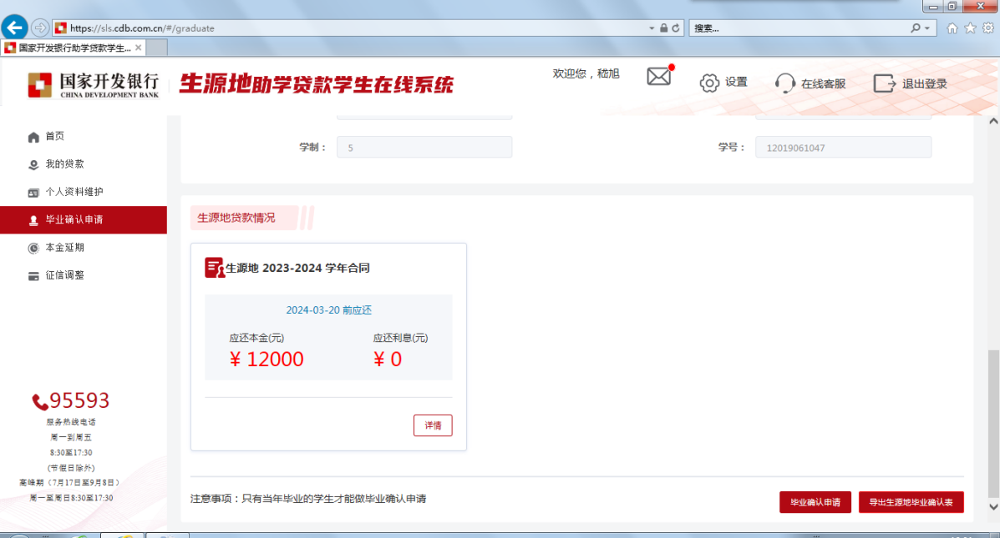 https://sls.cdb.com.cn/#/graduate
搜索...
国家开发银行助学贷款学生...
国家开发银行
CHINA DEVELOPMENT BANK
生源地助学贷款学生在线系统
欢迎您，嵇旭
设置
在线客服
退出登录
首页
我的贷款
个人资料维护
毕业确认申请
本金延期
征信调整
95593
服务热线电话
周一到周五
8:30至17:30
(节假日除外)
高峰期（7月17日至9月8日）
周一至周日8:30至17:30
学制： 5
学号： 12019061047
生源地贷款情况
生源地 2023-2024 学年合同
2024-03-20 前应还
应还本金(元) 应还利息(元)
¥ 12000 ¥ 0
详情
注意事项：只有当年毕业的学生才能做毕业确认申请
毕业确认申请
导出生源地毕业确认表